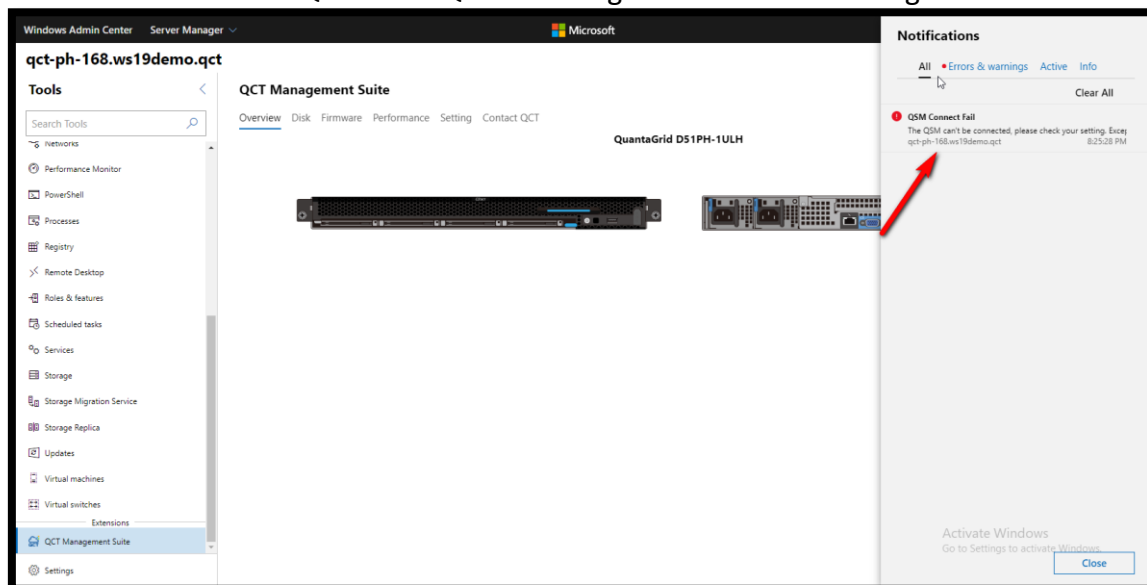 Windows Admin Center Server Manager
Microsoft
qct-ph-168.ws19demo.qct
Tools
Search Tools
Networks
Performance Monitor
PowerShell
Processes
Registry
Remote Desktop
Roles & features
Scheduled tasks
Services
Storage
Storage Migration Service
Storage Replica
Updates
Virtual machines
Virtual switches
Extensions
QCT Management Suite
Settings
QCT Management Suite
Overview Disk Firmware Performance Setting Contact QCT
QuantaGrid D51PH-1ULH
Notifications
All Errors & warnings Active Info
Clear All
QSM Connect Fail
The QSM can't be connected, please check your setting. Excep
qct-ph-168.ws19demo.qct 8:25:28 PM
Activate Windows
Go to Settings to activate Windows.
Close